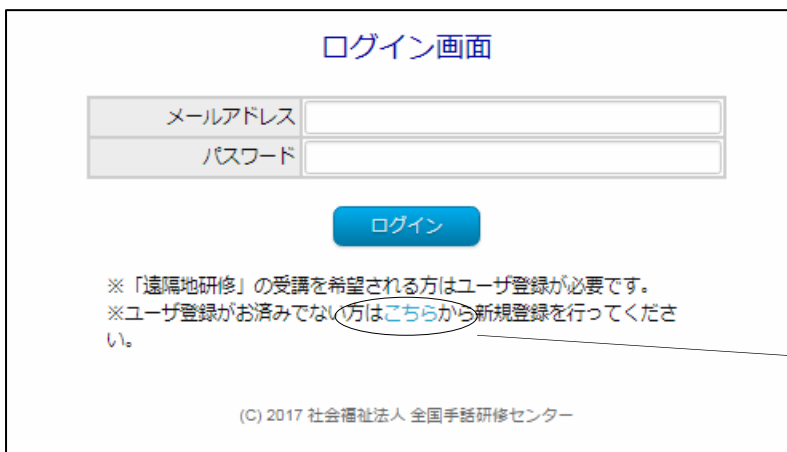 ログイン画面
メールアドレス
パスワード
ログイン
※「遠隔地研修」の受講を希望される方はユーザ登録が必要です。
※ユーザ登録がお済みでない方はこちらから新規登録を行ってくださ
い。
(C) 2017 社会福祉法人 全国手話研修センター